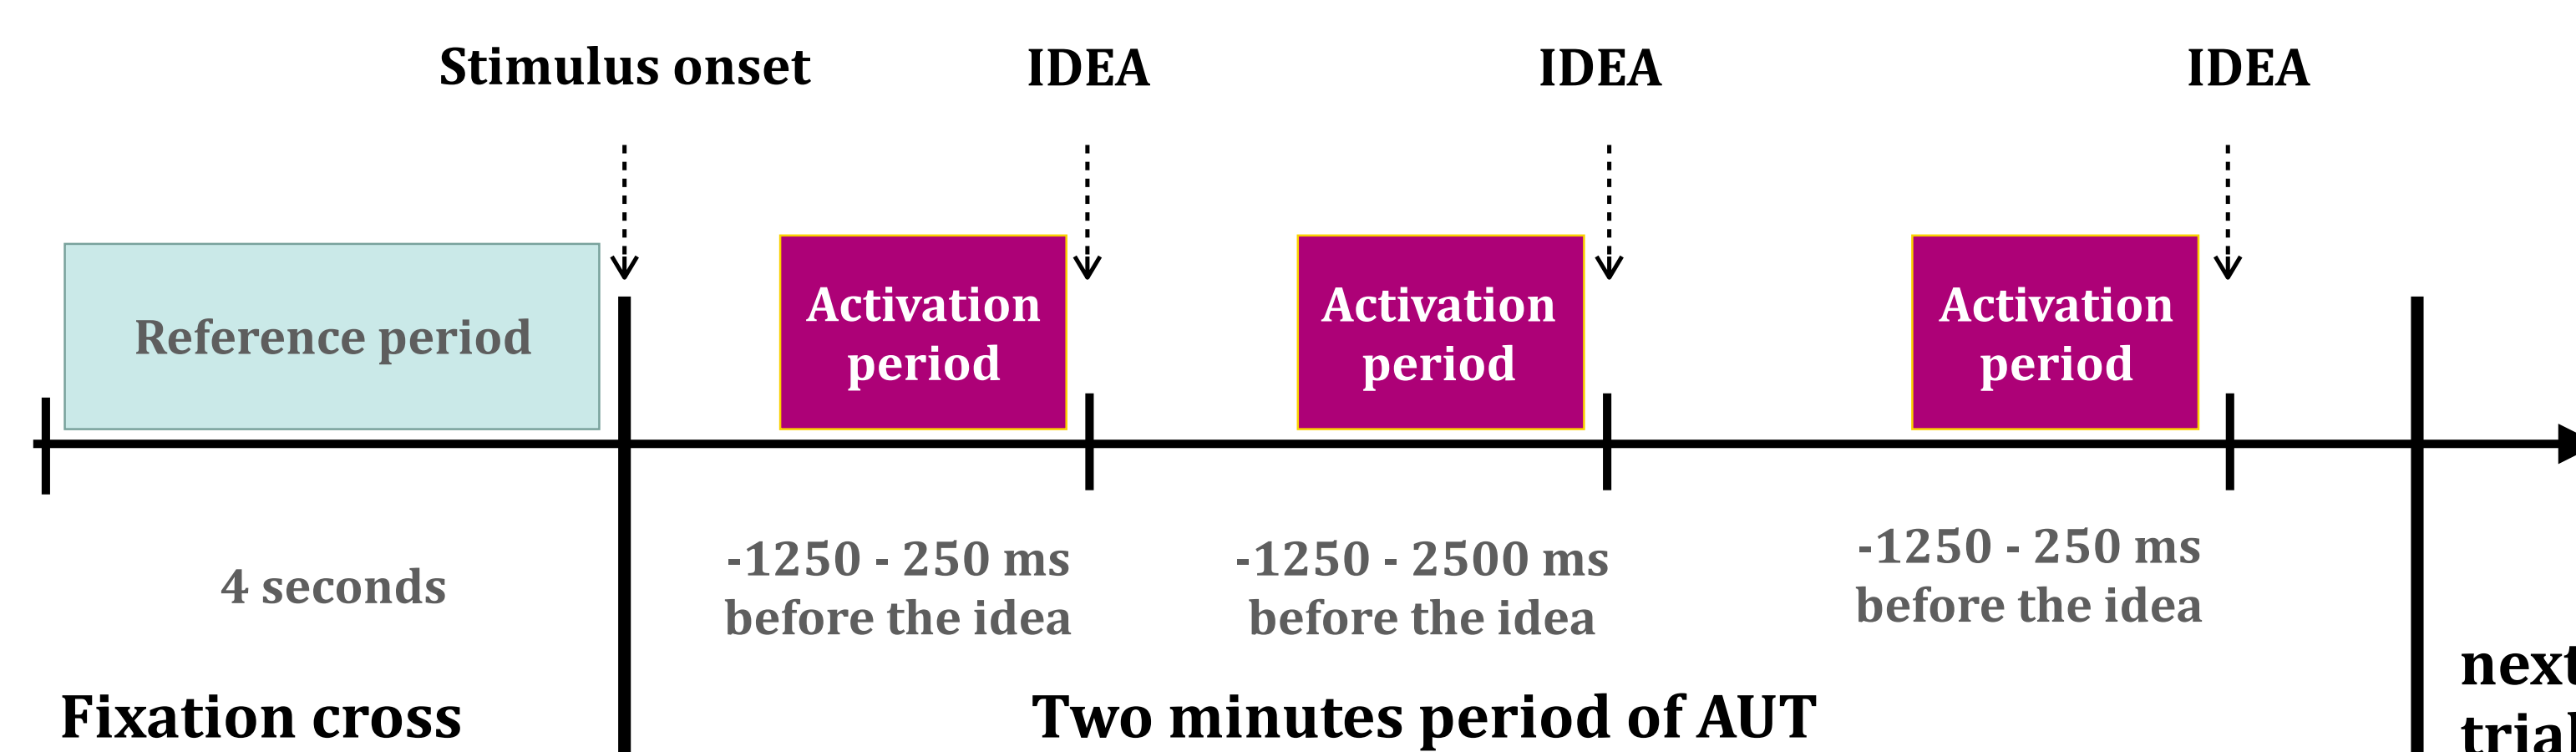 Stimulus onset
IDEA
IDEA
IDEA
Reference period
Activation
period
Activation
period
Activation
period
4 seconds
-1250 - 250 ms
before the idea
-1250 - 2500 ms
before the idea
-1250 - 250 ms
before the idea
Fixation cross
Two minutes period of AUT
next
trial